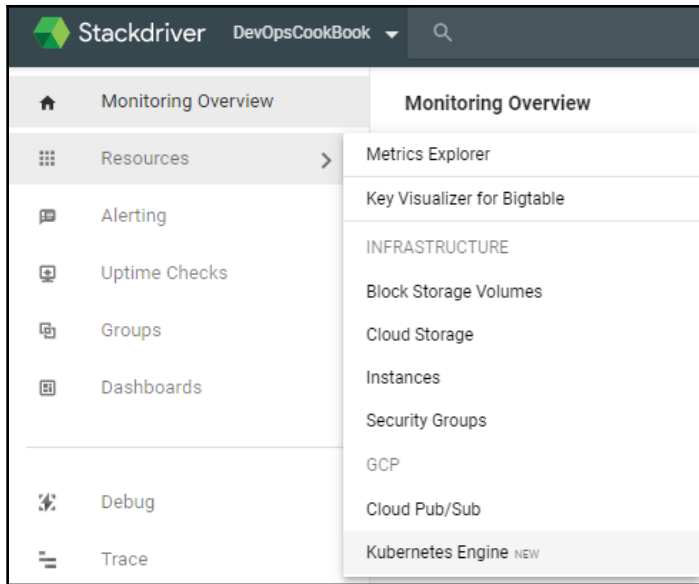 Stackdriver DevOpsCookBook
Monitoring Overview
Resources
Alerting
Uptime Checks
Groups
Dashboards
Debug
Trace
Monitoring Overview
Metrics Explorer
Key Visualizer for Bigtable
INFRASTRUCTURE
Block Storage Volumes
Cloud Storage
Instances
Security Groups
GCP
Cloud Pub/Sub
Kubernetes Engine NEW